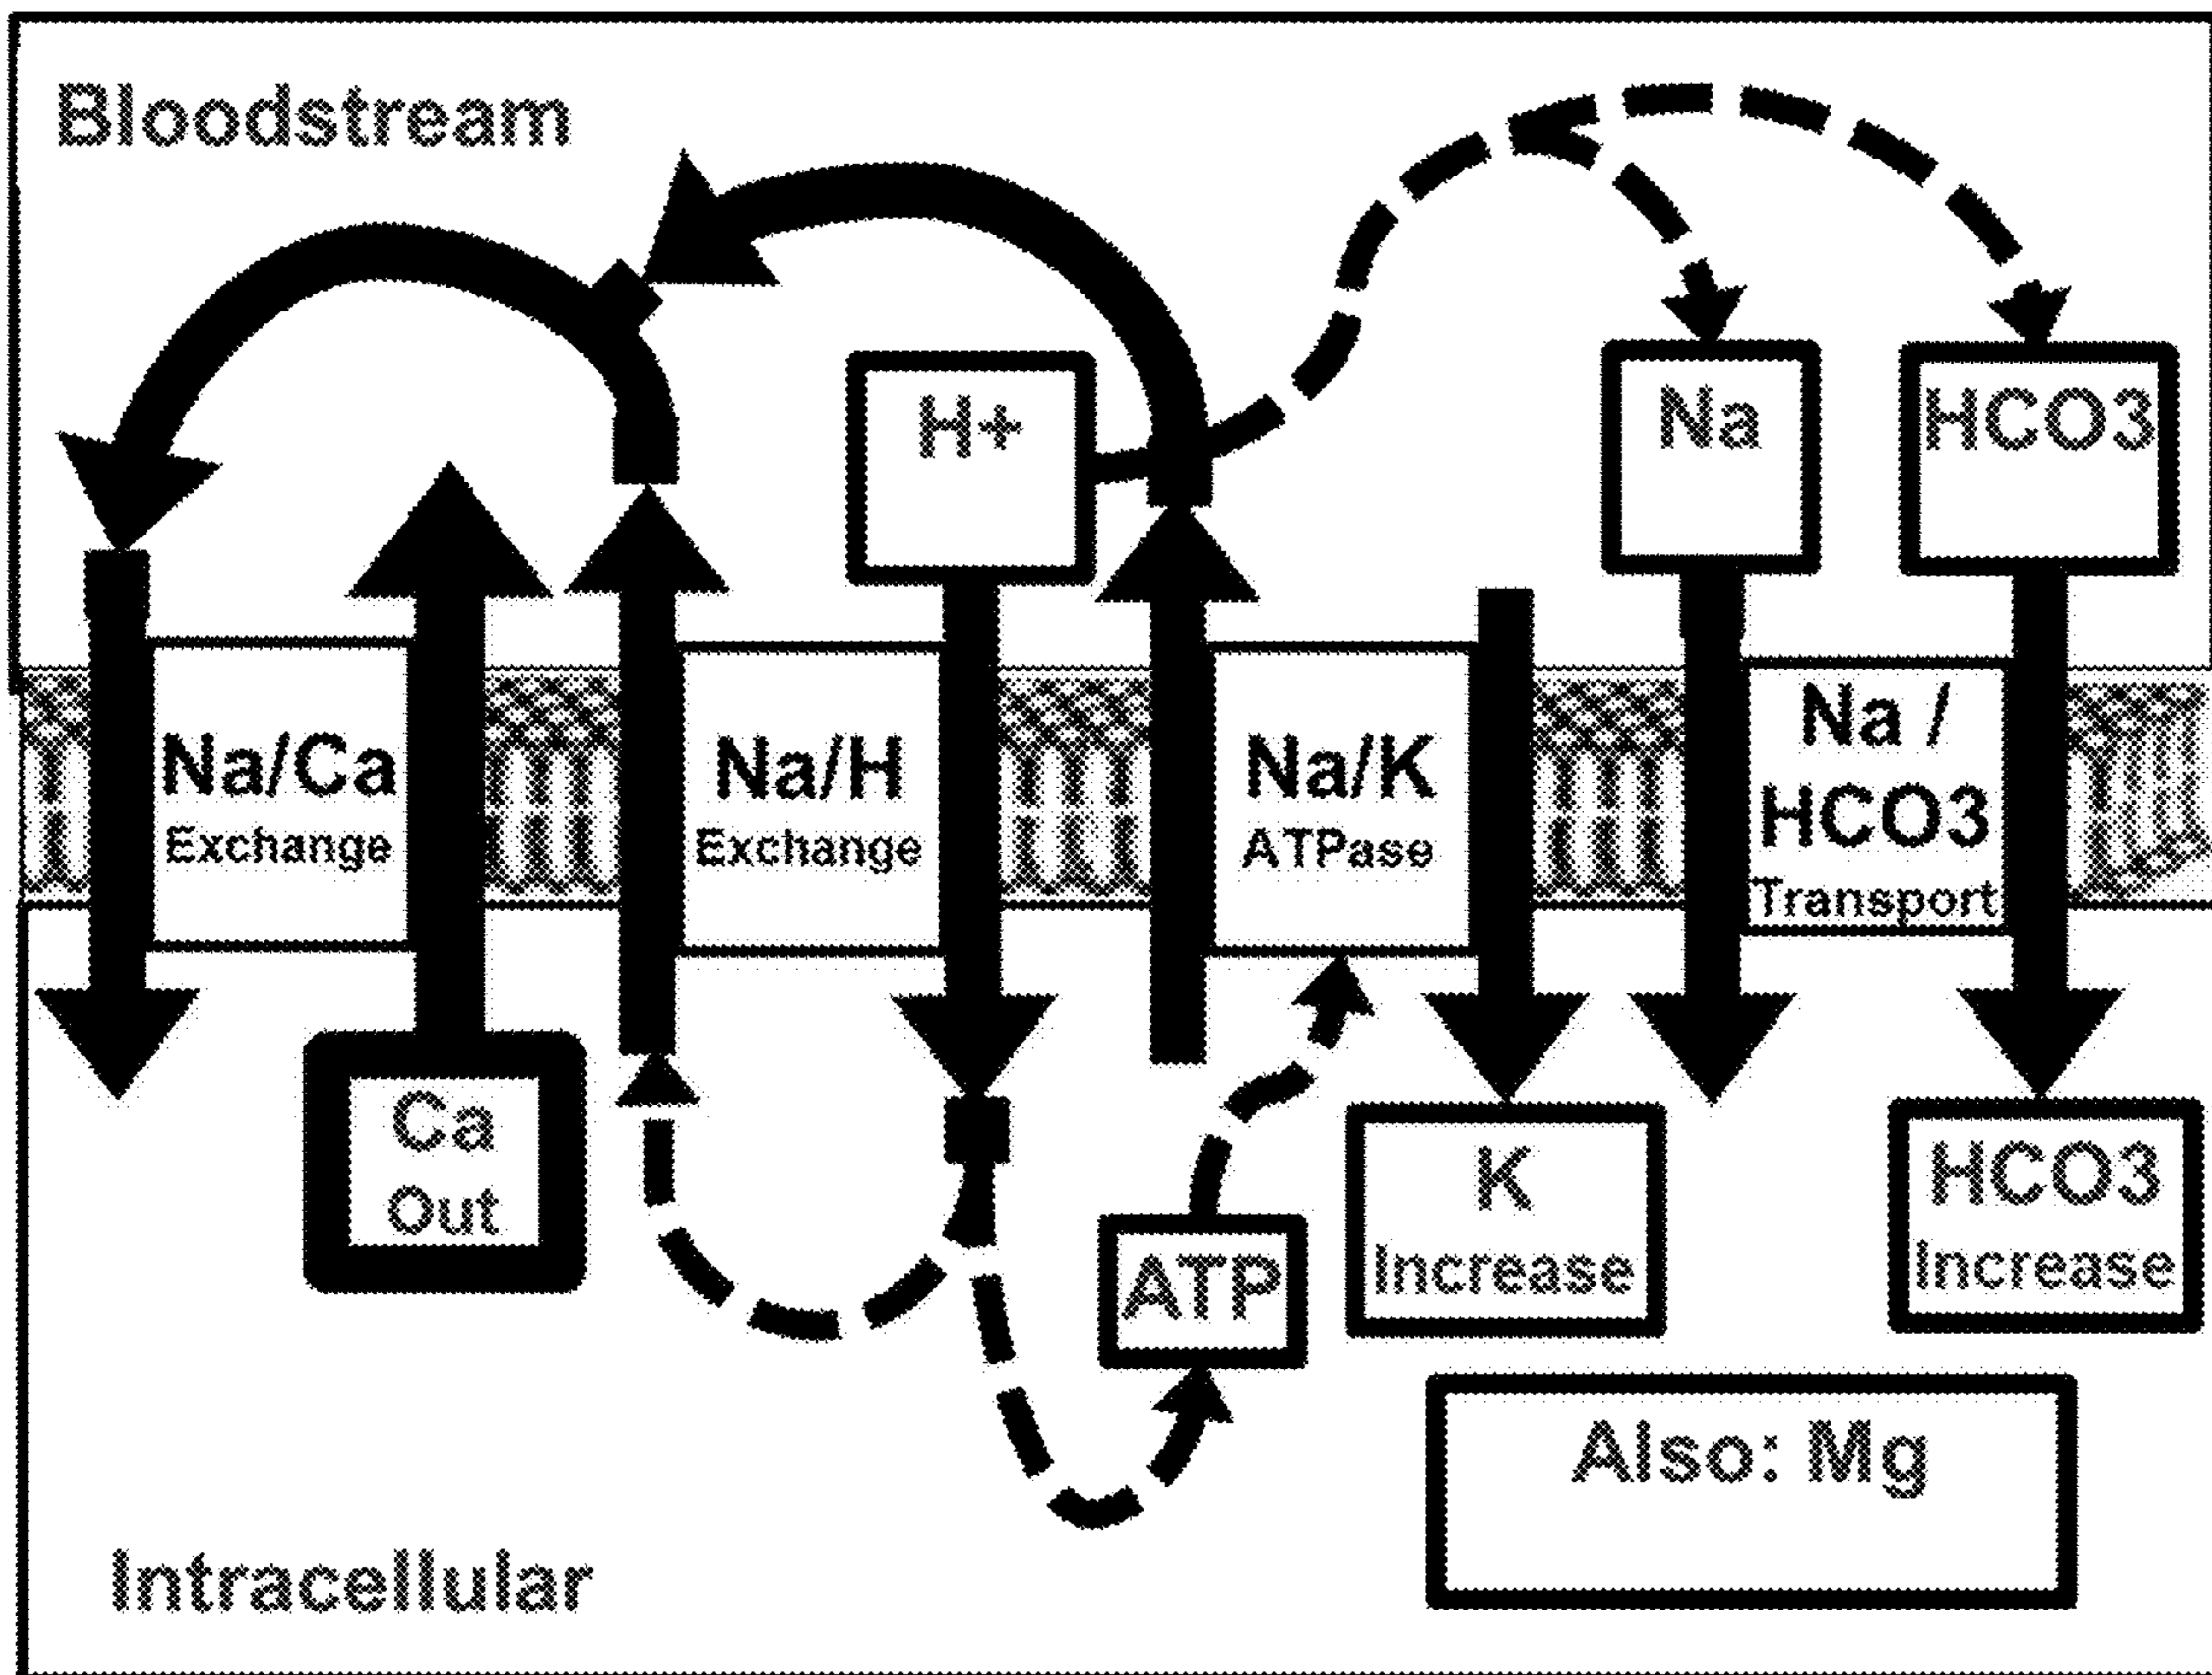 Bloodstream
H+
Na
HCO3
Na/Ca
Exchange
Na/H
Exchange
Na/K
ATPase
Na /
HCO3
Transport
Ca
Out
ATP
K
Increase
HCO3
Increase
Also: Mg
Intracellular